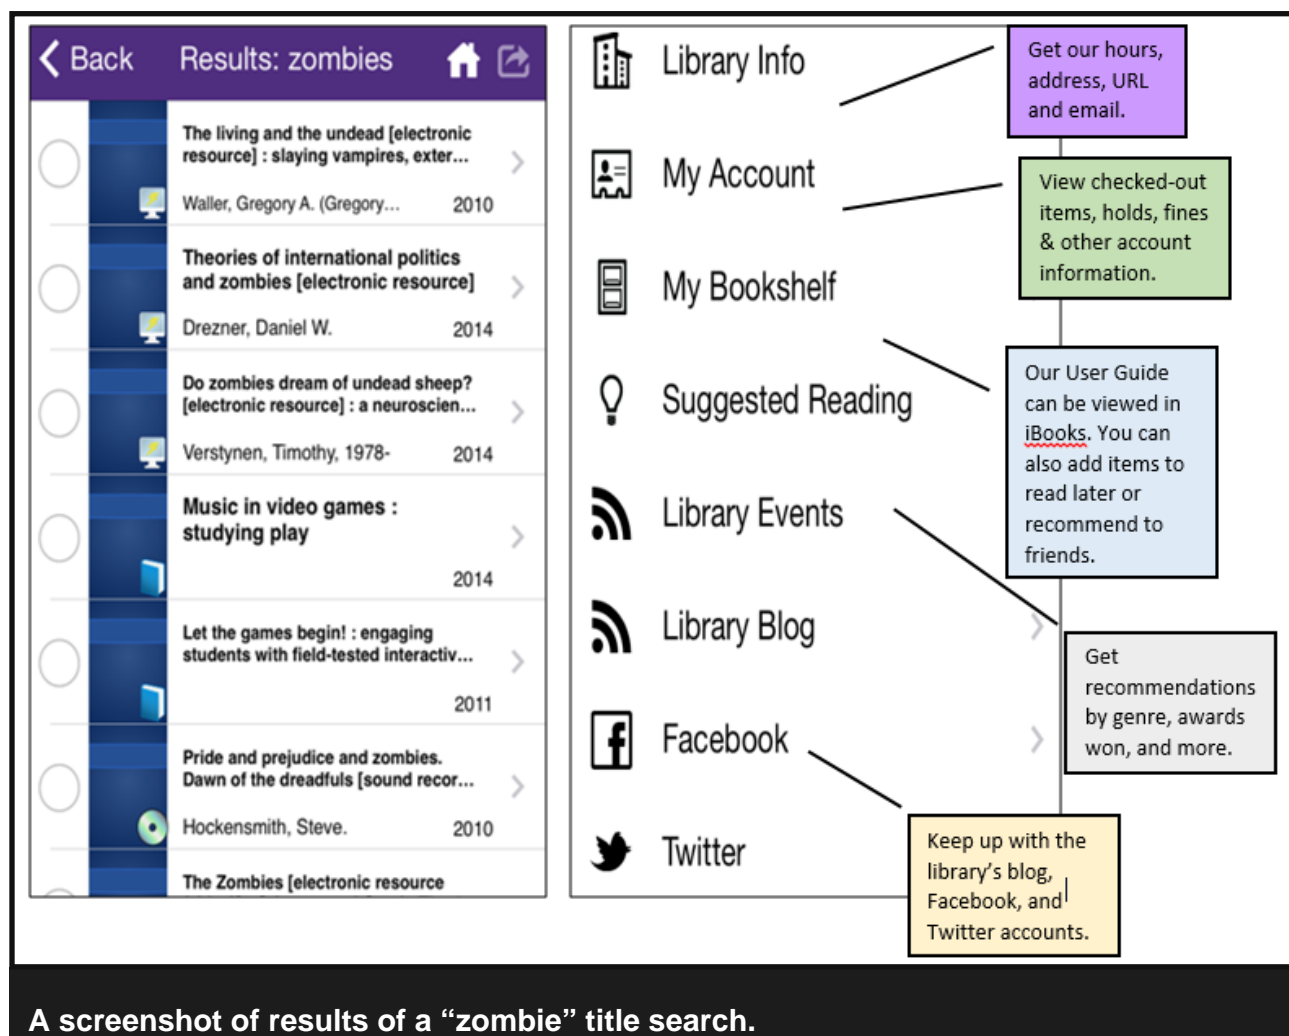 Back
Results: zombies
The living and the undead [electronic
resource] : slaying vampires, exter...
Waller, Gregory A. (Gregory...
2010
Theories of international politics
and zombies [electronic resource]
Drezner, Daniel W.
2014
Do zombies dream of undead sheep?
[electronic resource] : a neuroscien...
Verstynen, Timothy, 1978-
2014
Music in video games :
studying play
2014
Let the games begin! : engaging
students with field-tested interactiv...
2011
Pride and prejudice and zombies.
Dawn of the dreadfuls [sound recor...
Hockensmith, Steve.
2010
The Zombies [electronic resource
Library Info
My Account
My Bookshelf
Suggested Reading
Library Events
Library Blog
Facebook
Twitter
Get our hours,
address, URL
and email.
View checked-out
items, holds, fines
& other account
information.
Our User Guide
can be viewed in
iBooks. You can
also add items to
read later or
recommend to
friends.
Get
recommendations
by genre, awards
won, and more.
Keep up with the
library’s blog,
Facebook, and
Twitter accounts.
A screenshot of results of a “zombie” title search.